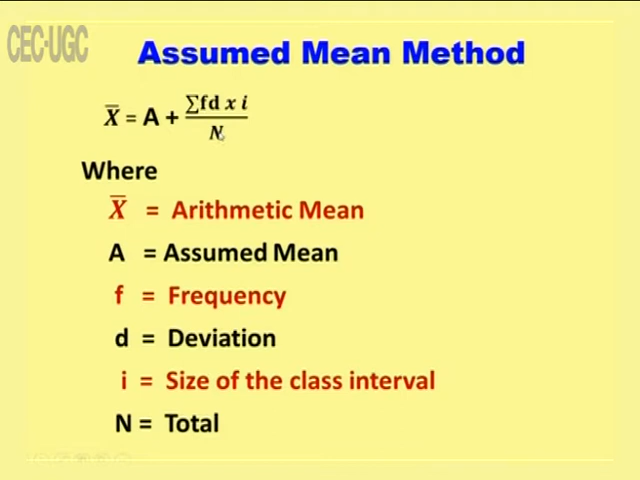 CEC-UGC
Assumed Mean Method
X̅ = A + ∑fd x i / N
Where
X̅ = Arithmetic Mean
A = Assumed Mean
f = Frequency
d = Deviation
i = Size of the class interval
N = Total